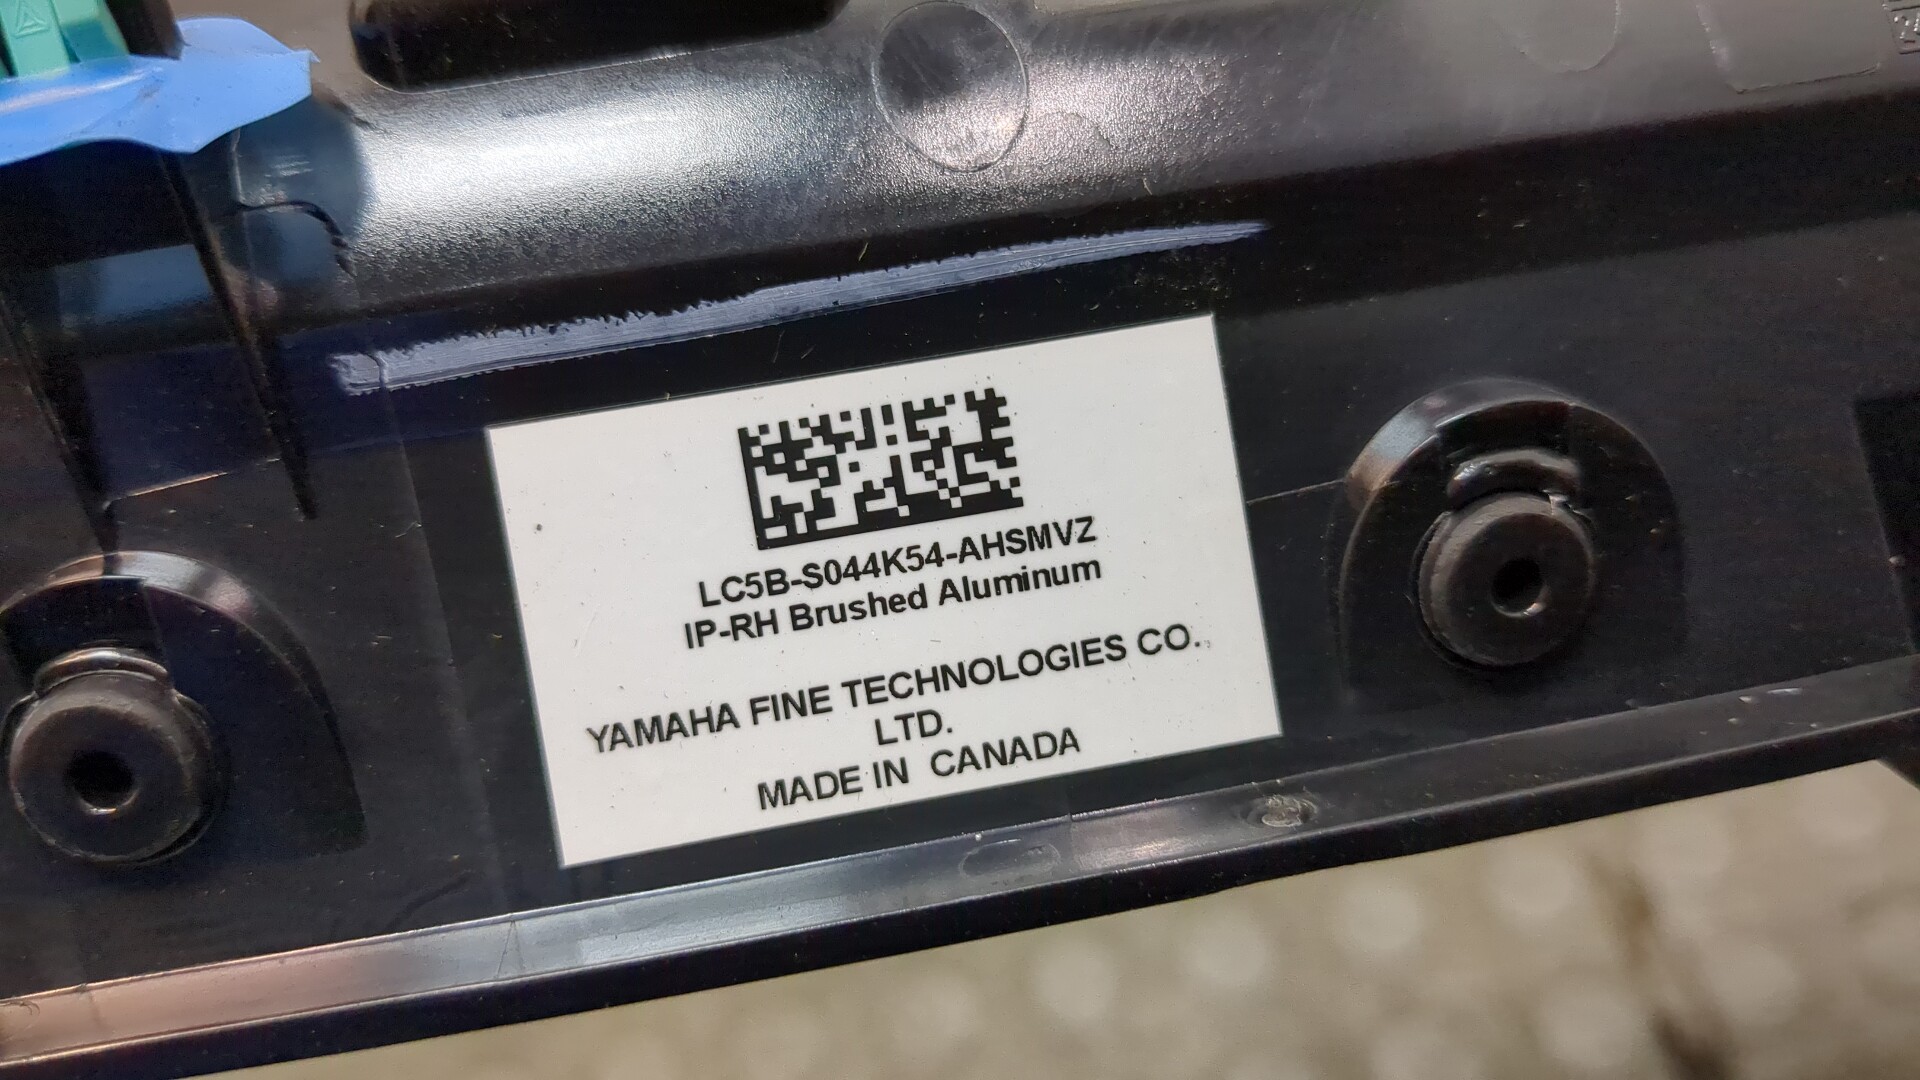 LC5B-S044K54-AHSMVZ
IP-RH Brushed Aluminum
YAMAHA FINE TECHNOLOGIES CO.,
LTD.
MADE IN CANADA